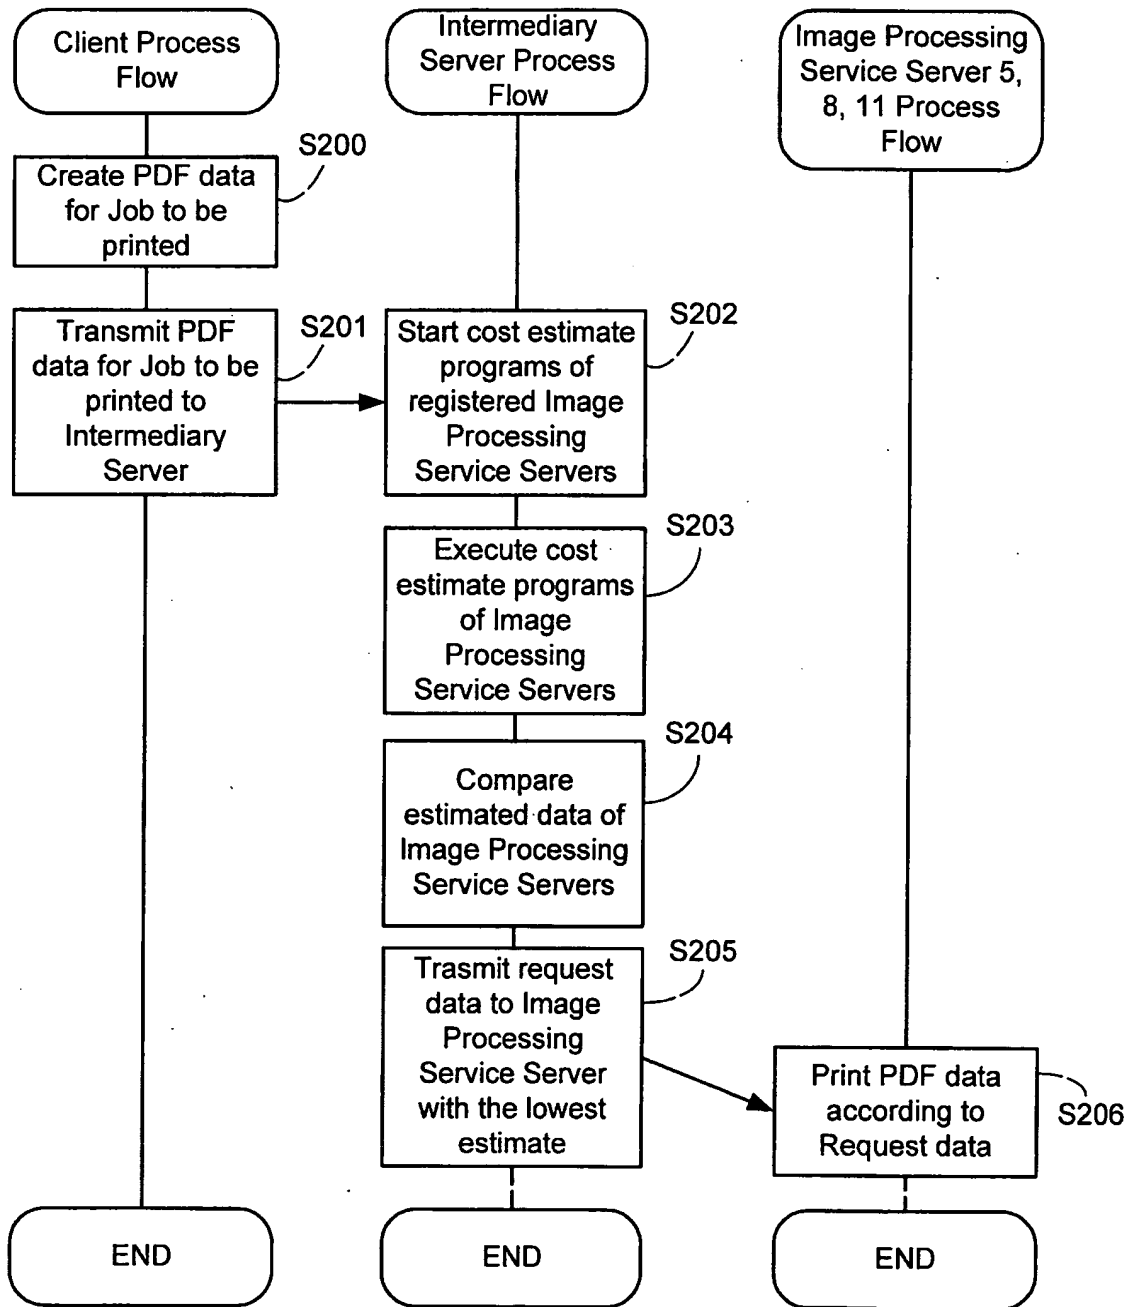 Client Process
Flow
Intermediary
Server Process
Flow
Image Processing
Service Server 5,
8, 11 Process
Flow
S200
Create PDF data
for Job to be
printed
S201
Transmit PDF
data for Job to be
printed to
Intermediary
Server
S202
Start cost estimate
programs of
registered Image
Processing
Service Servers
S203
Execute cost
estimate programs
of Image
Processing
Service Servers
S204
Compare
estimated data of
Image Processing
Service Servers
S205
Trasmit request
data to Image
Processing
Service Server
with the lowest
estimate
Print PDF data
according to
Request data
S206
END
END
END